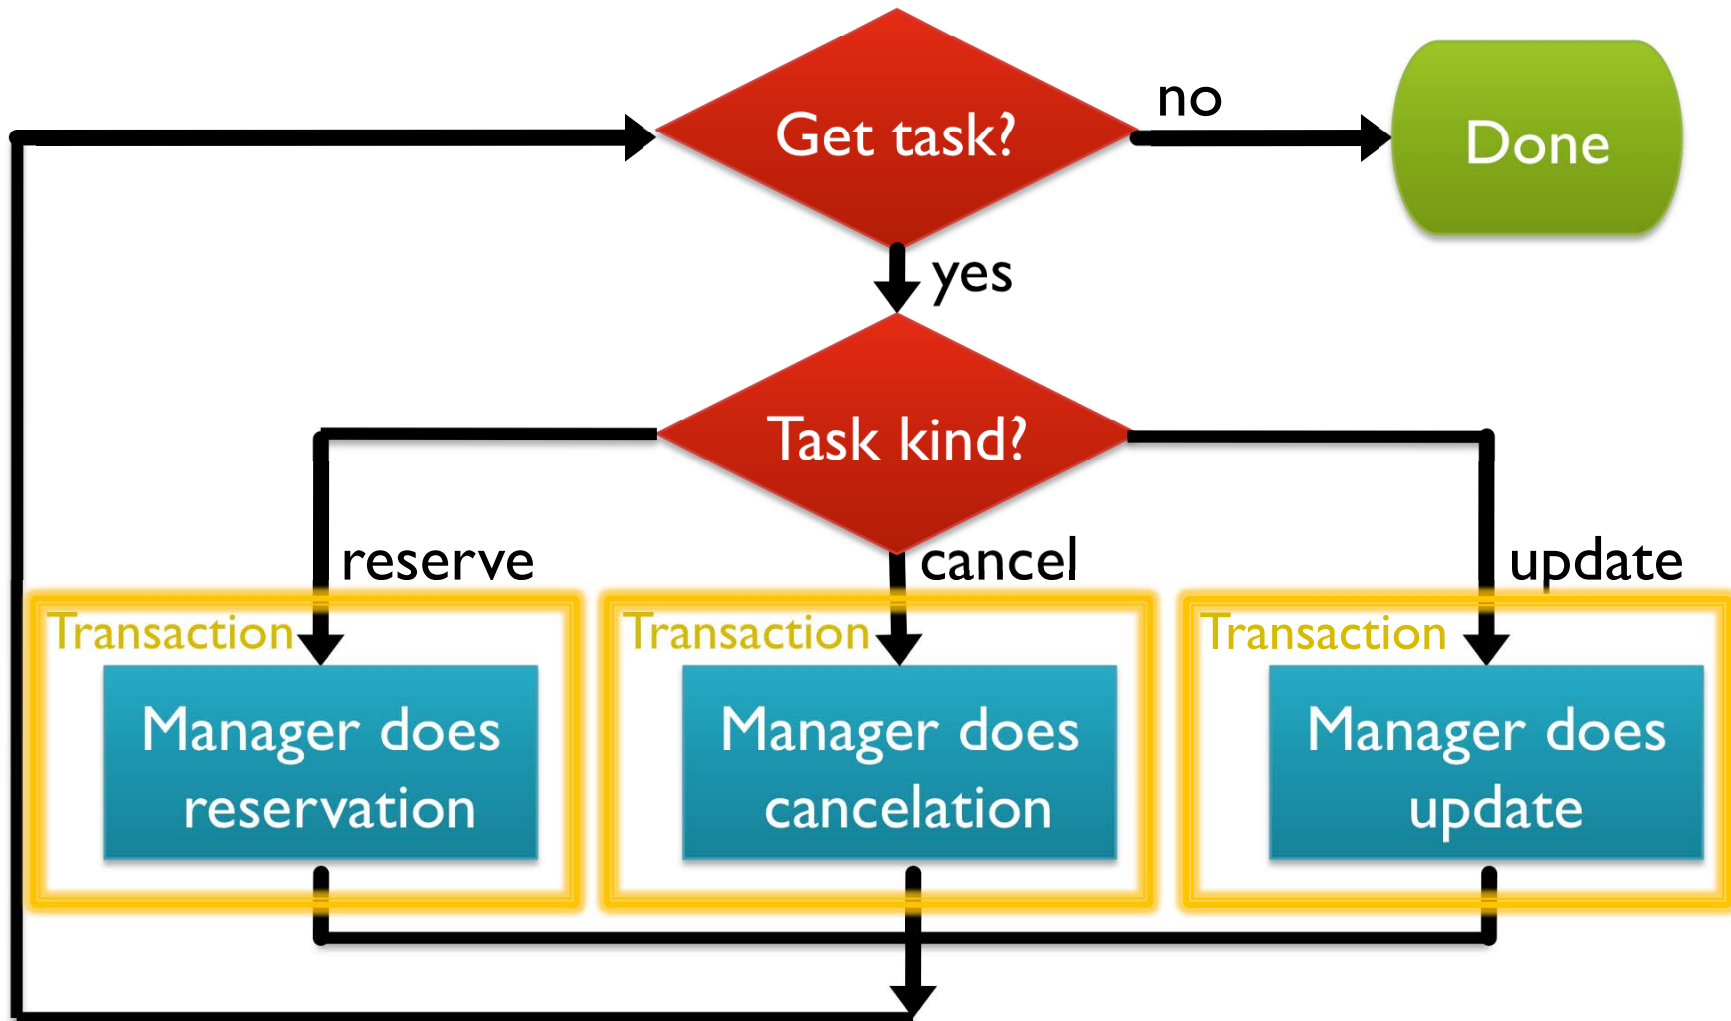 Get task?
no
Done
yes
Task kind?
reserve
cancel
update
Transaction
Transaction
Transaction
Manager does
reservation
Manager does
cancelation
Manager does
update